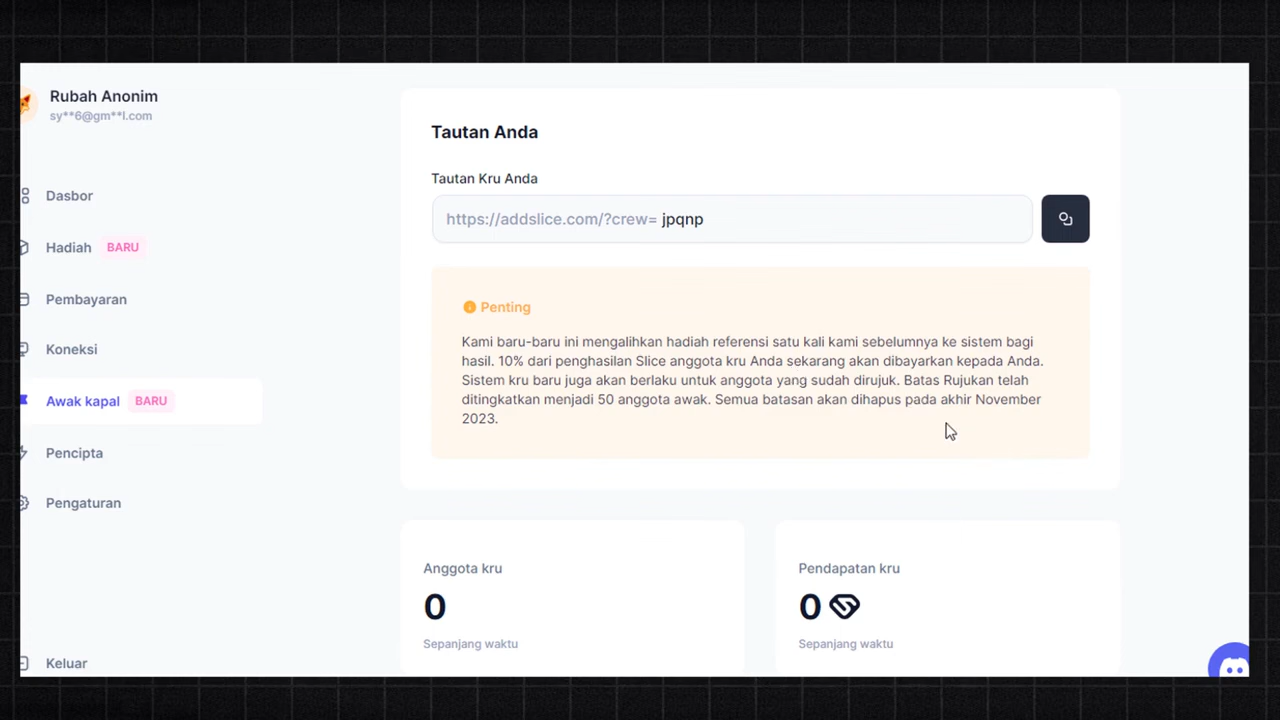 Rubah Anonim
sy**6@gm**l.com
Dasbor
Hadiah BARU
Pembayaran
Koneksi
Awak kapal BARU
Pencipta
Pengaturan
Keluar
Tautan Anda
Tautan Kru Anda
https://addslice.com/?crew= jpqnp
Penting
Kami baru-baru ini mengalihkan hadiah referensi satu kali kami sebelumnya ke sistem bagi
hasil. 10% dari penghasilan Slice anggota kru Anda sekarang akan dibayarkan kepada Anda.
Sistem kru baru juga akan berlaku untuk anggota yang sudah dirujuk. Batas Rujukan telah
ditingkatkan menjadi 50 anggota awak. Semua batasan akan dihapus pada akhir November
2023.
Anggota kru
0
Sepanjang waktu
Pendapatan kru
0
Sepanjang waktu